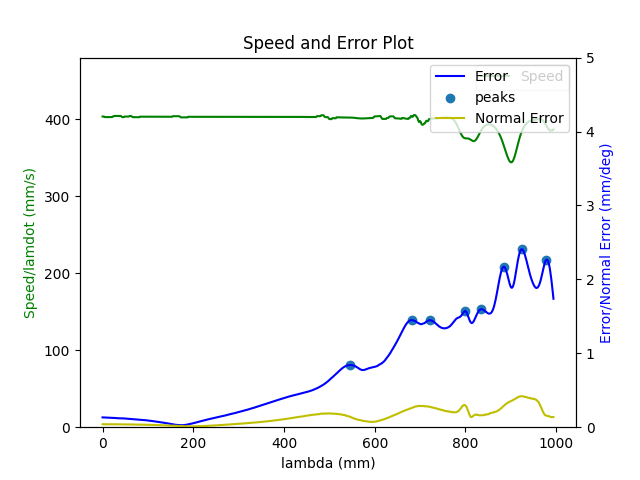 Speed and Error Plot
Error
Speed
peaks
Normal Error
400
300
200
100
0
5
4
3
2
1
0
0
200
400
600
800
1000
Speed/lamdot (mm/s)
Error/Normal Error (mm/deg)
lambda (mm)